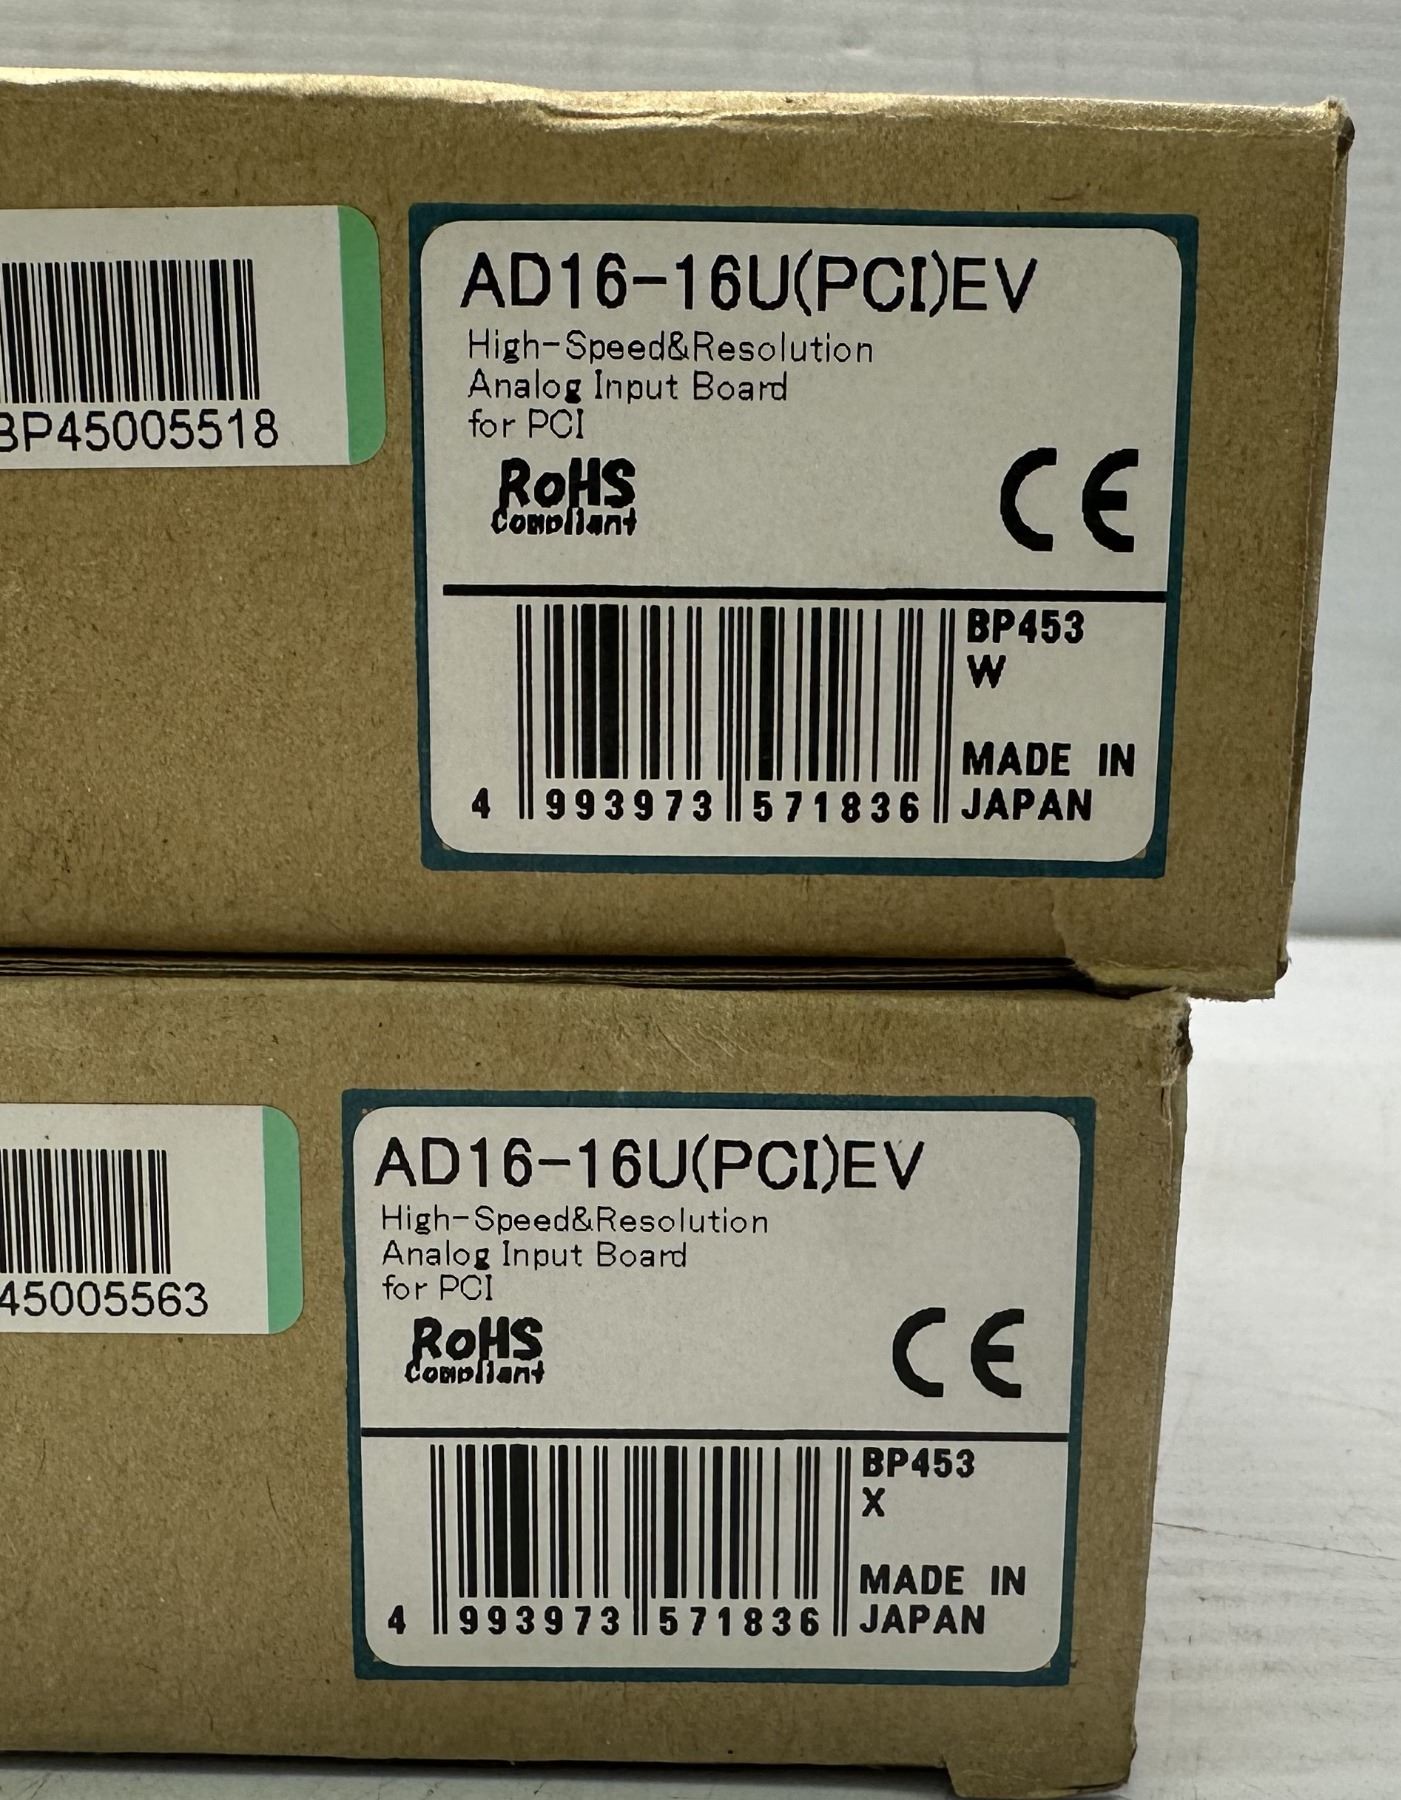 BP45005518
AD16-16U(PCI)EV
High-Speed&Resolution
Analog Input Board
for PCI
RoHS
Compliant
CE
BP453
W
MADE IN
JAPAN
4 993973 571836
45005563
AD16-16U(PCI)EV
High-Speed&Resolution
Analog Input Board
for PCI
RoHS
Compliant
CE
BP453
X
MADE IN
JAPAN
4 993973 571836